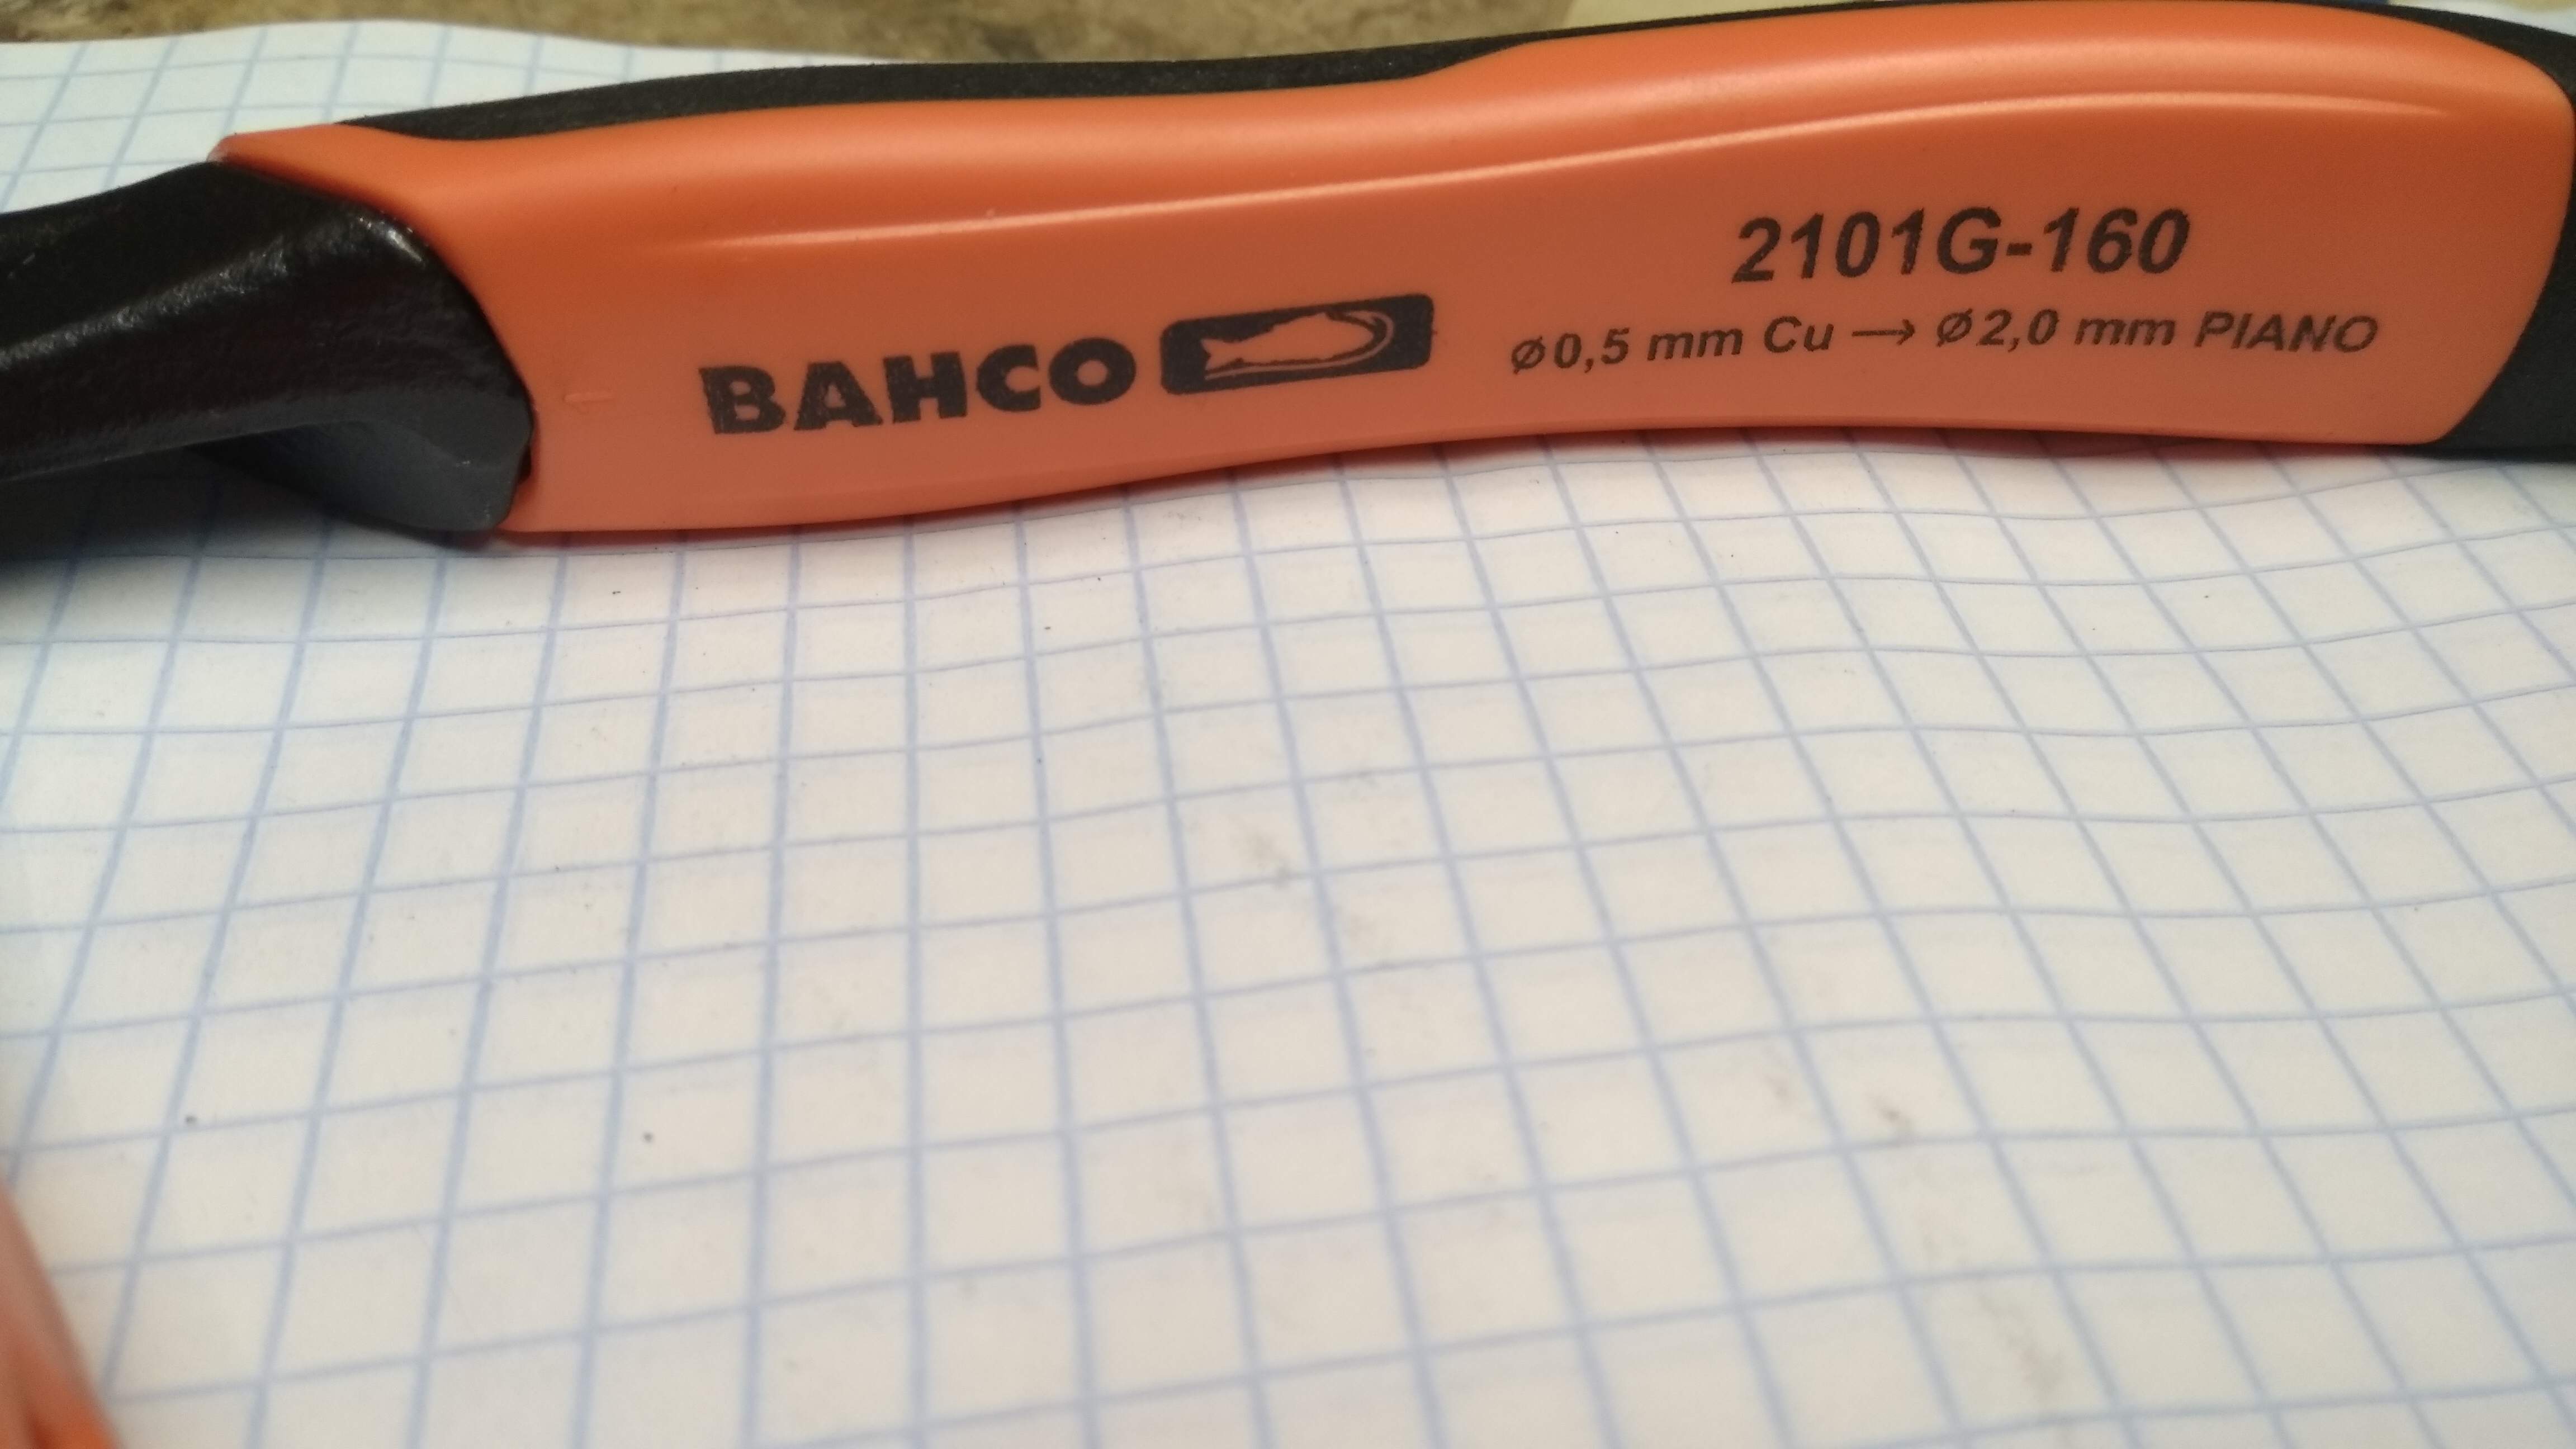 BAHCO
2101G-160
ø0,5 mm Cu → ø2,0 mm PIANO